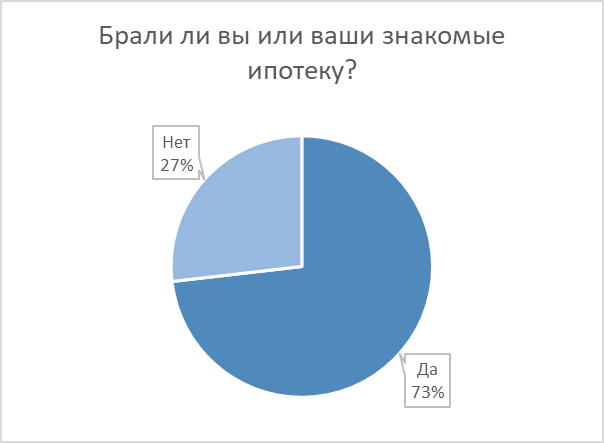 Брали ли вы или ваши знакомые
ипотеку?
Нет
27%
Да
73%